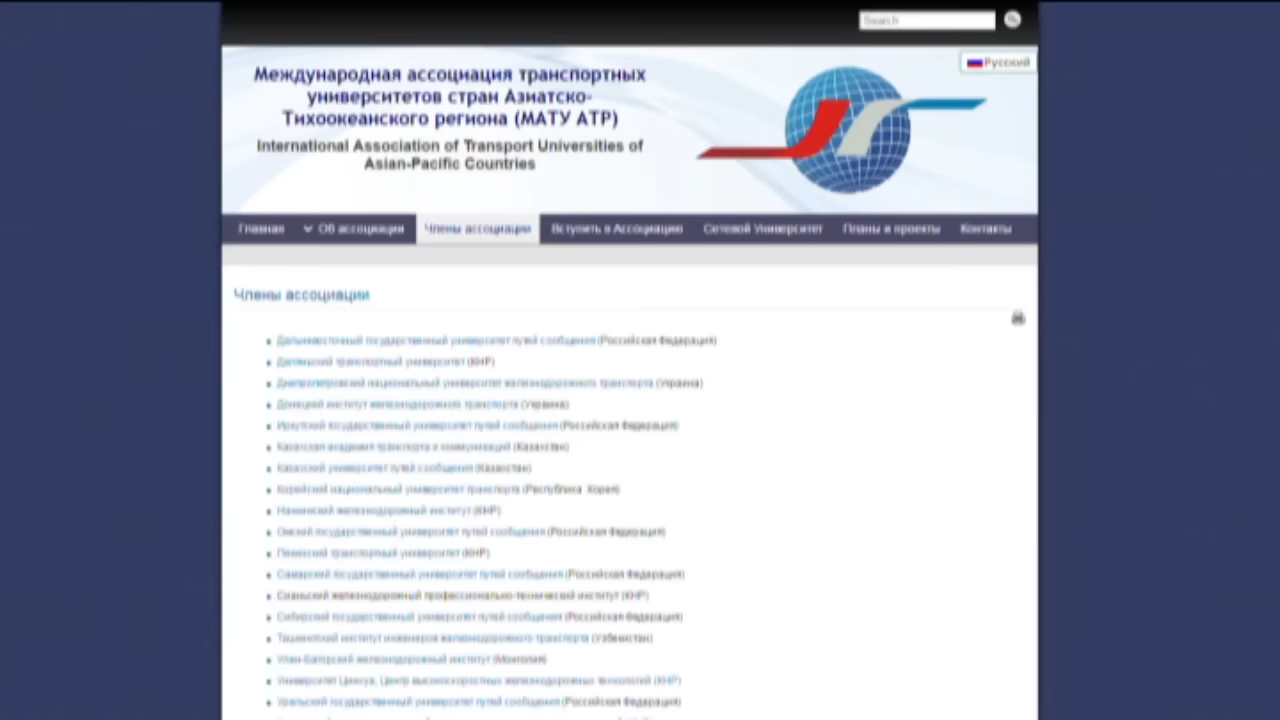 Search
Русский
Международная ассоциация транспортных
университетов стран Азиатско-
Тихоокеанского региона (МАТУ АТР)
International Association of Transport Universities of
Asian-Pacific Countries
Главная Об ассоциации Члены ассоциации Вступить в Ассоциацию Сетевой Университет Планы и проекты Контакты
Члены ассоциации
Дальневосточный государственный университет путей сообщения (Российская Федерация)
Даляньский транспортный университет (КНР)
Днепропетровский национальный университет железнодорожного транспорта (Украина)
Донецкий институт железнодорожного транспорта (Украина)
Иркутский государственный университет путей сообщения (Российская Федерация)
Казахская академия транспорта и коммуникаций (Казахстан)
Казахский университет путей сообщения (Казахстан)
Корейский национальный университет транспорта (Республика Корея)
Нанкинский железнодорожный институт (КНР)
Омский государственный университет путей сообщения (Российская Федерация)
Пекинский транспортный университет (КНР)
Самарский государственный университет путей сообщения (Российская Федерация)
Сианьский железнодорожный профессионально-технический институт (КНР)
Сибирский государственный университет путей сообщения (Российская Федерация)
Ташкентский институт инженеров железнодорожного транспорта (Узбекистан)
Улан-Баторский железнодорожный институт (Монголия)
Университет Цинхуа, Центр высокоскоростных железнодорожных технологий (КНР)
Уральский государственный университет путей сообщения (Российская Федерация)